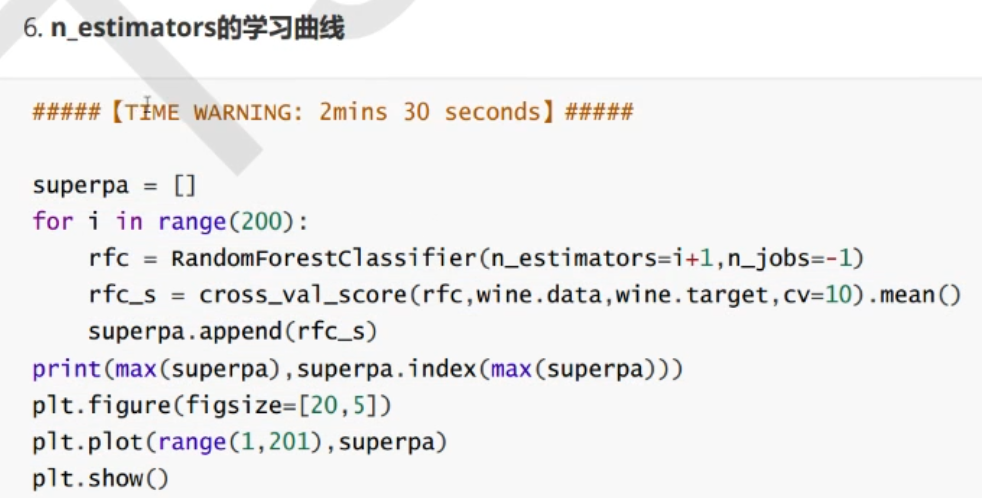 6. n_estimators的学习曲线
#####【TIME WARNING: 2mins 30 seconds】#####
superpa = []
for i in range(200):
    rfc = RandomForestClassifier(n_estimators=i+1,n_jobs=-1)
    rfc_s = cross_val_score(rfc,wine.data,wine.target,cv=10).mean()
    superpa.append(rfc_s)
print(max(superpa),superpa.index(max(superpa)))
plt.figure(figsize=[20,5])
plt.plot(range(1,201),superpa)
plt.show()